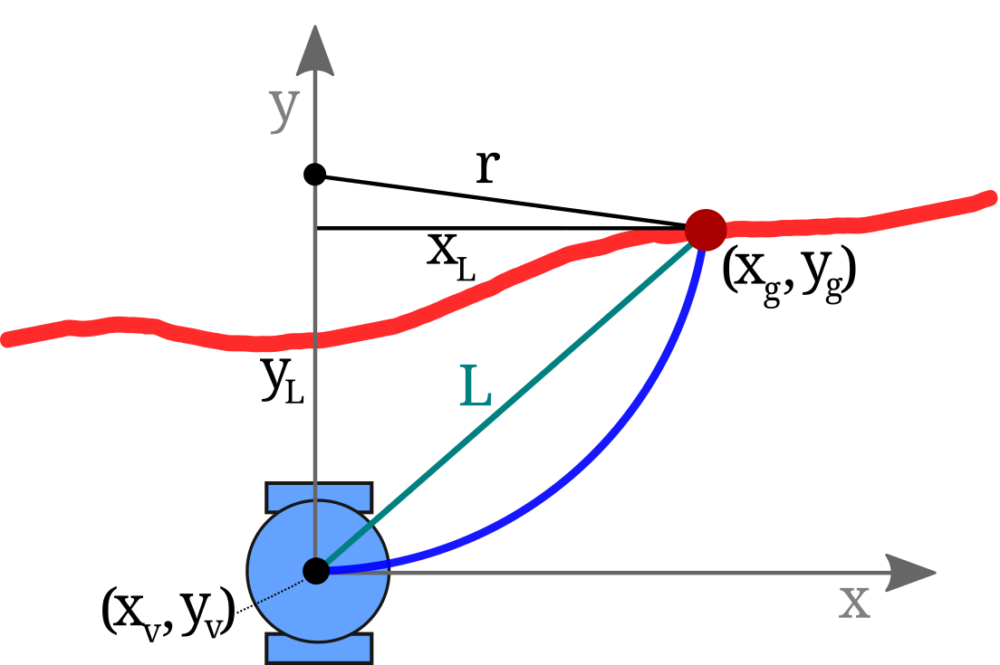 y
r
x_L
(x_g, y_g)
y_L
L
(x_v, y_v)
x